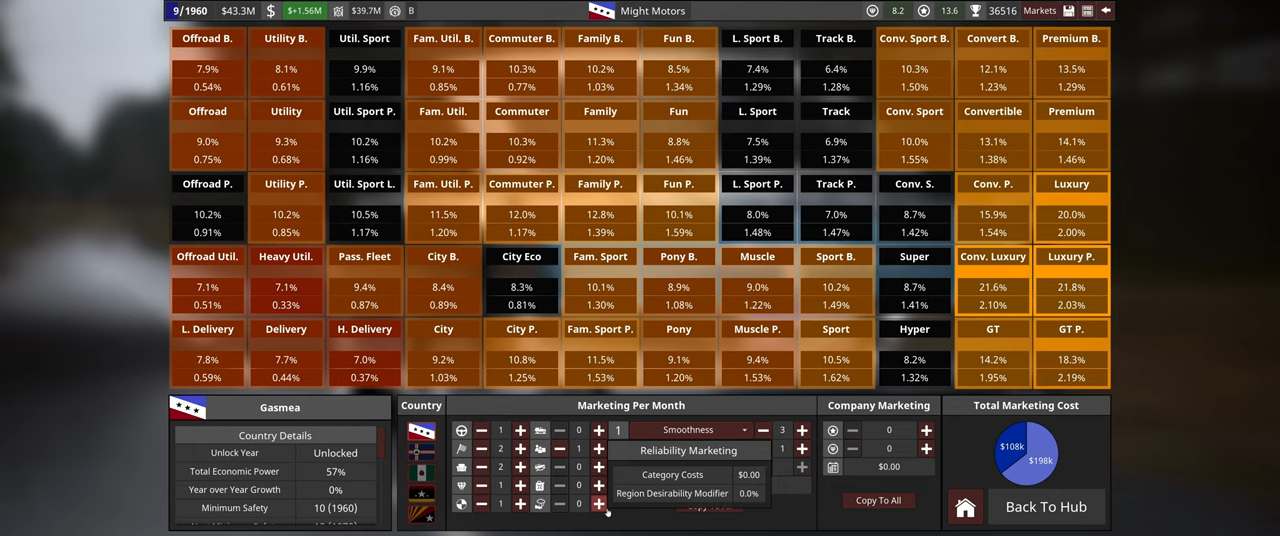 9/1960 $43.3M $ $+1.56M $39.7M B 9 Might Motors 8.2 13.6 36516 Markets
Offroad B. Utility B. Util. Sport Fam. Util. B. Commuter B. Family B. Fun B. L. Sport B. Track B. Conv. Sport B. Convert B. Premium B.
7.9% 8.1% 9.9% 9.1% 10.3% 10.2% 8.5% 7.4% 6.4% 10.3% 12.1% 13.5%
0.54% 0.61% 1.16% 0.85% 0.77% 1.03% 1.34% 1.29% 1.28% 1.50% 1.23% 1.29%
Offroad Utility Util. Sport P. Fam. Util. Commuter Family Fun L. Sport Track Conv. Sport Convertible Premium
9.0% 9.3% 10.2% 10.2% 10.3% 11.3% 8.8% 7.5% 6.9% 10.0% 13.1% 14.1%
0.75% 0.68% 1.16% 0.99% 0.92% 1.20% 1.46% 1.39% 1.37% 1.55% 1.38% 1.46%
Offroad P. Utility P. Util. Sport L. Fam. Util. P. Commuter P. Family P. Fun P. L. Sport P. Track P. Conv. S. Conv. P. Luxury
10.2% 10.2% 10.5% 11.5% 12.0% 12.8% 10.1% 8.0% 7.0% 8.7% 15.9% 20.0%
0.91% 0.85% 1.17% 1.20% 1.17% 1.39% 1.59% 1.48% 1.47% 1.42% 1.54% 2.00%
Offroad Util. Heavy Util. Pass. Fleet City B. City Eco Fam. Sport Pony B. Muscle Sport B. Super Conv. Luxury Luxury P.
7.1% 7.1% 9.4% 8.4% 8.3% 10.1% 8.9% 9.0% 10.2% 8.7% 21.6% 21.8%
0.51% 0.33% 0.87% 0.89% 0.81% 1.30% 1.08% 1.22% 1.49% 1.41% 2.10% 2.03%
L. Delivery Delivery H. Delivery City City P. Fam. Sport P. Pony Muscle P. Sport Hyper GT GT P.
7.8% 7.7% 7.0% 9.2% 10.8% 11.5% 9.1% 9.4% 10.5% 8.2% 14.2% 18.3%
0.59% 0.44% 0.37% 1.03% 1.25% 1.53% 1.20% 1.53% 1.62% 1.32% 1.95% 2.19%
Gasmea
Country Details
Unlock Year Unlocked
Total Economic Power 57%
Year over Year Growth 0%
Minimum Safety 10 (1960)
Country
Marketing Per Month
1 0 1 Smoothness 3
2 1 1
2 0
1 0
1 0
Reliability Marketing
Category Costs $0.00
Region Desirability Modifier 0.0%
Company Marketing
0
0
$0.00
Copy To All
Total Marketing Cost
$108k $198k
Back To Hub